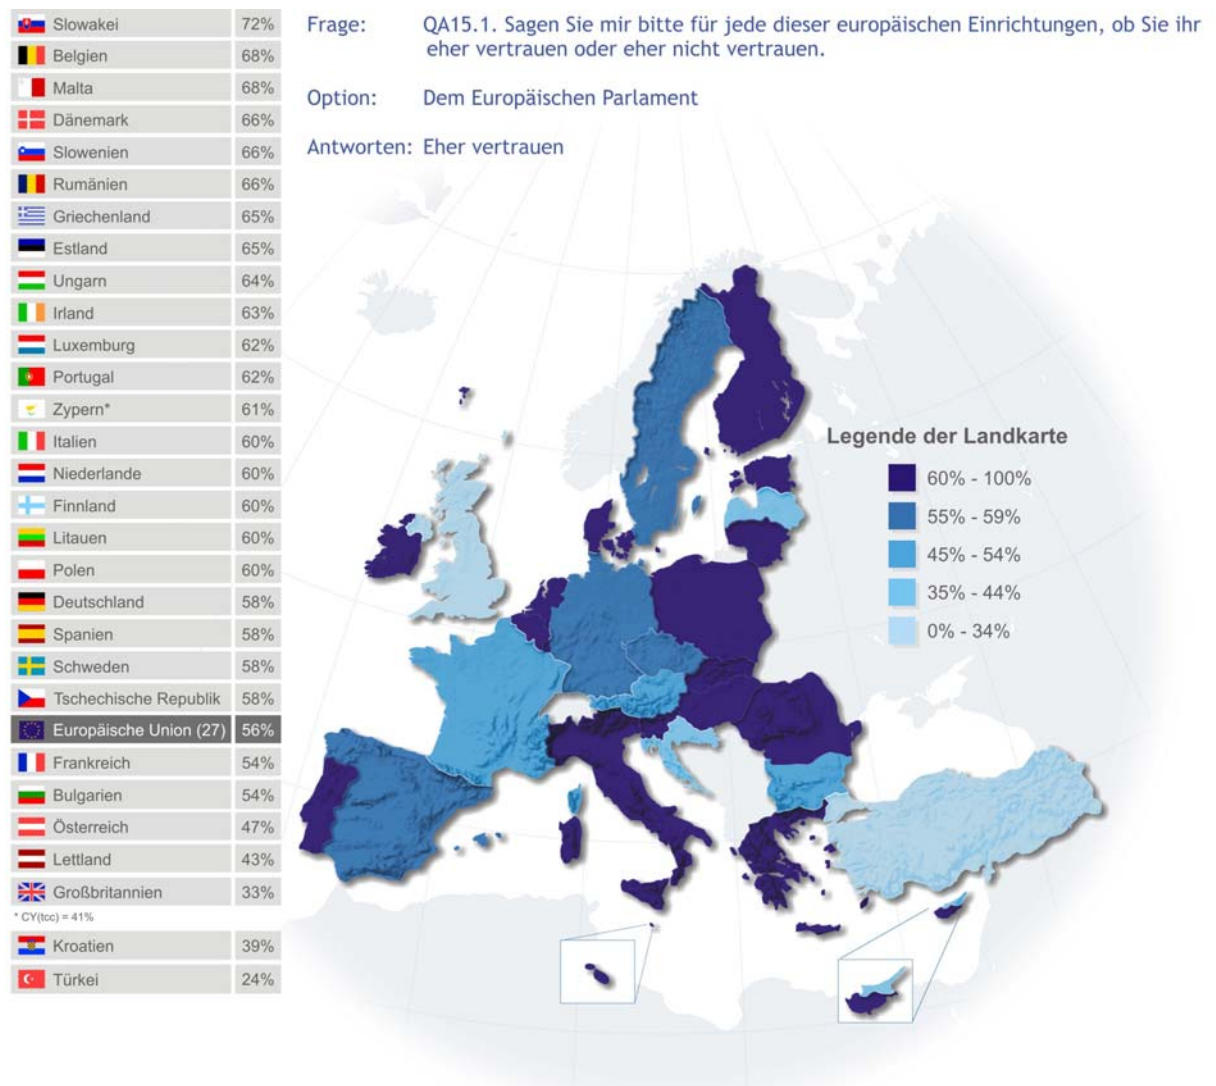 Slowakei 72%
Belgien 68%
Malta 68%
Dänemark 66%
Slowenien 66%
Rumänien 66%
Griechenland 65%
Estland 65%
Ungarn 64%
Irland 63%
Luxemburg 62%
Portugal 62%
Zypern* 61%
Italien 60%
Niederlande 60%
Finnland 60%
Litauen 60%
Polen 60%
Deutschland 58%
Spanien 58%
Schweden 58%
Tschechische Republik 58%
Europäische Union (27) 56%
Frankreich 54%
Bulgarien 54%
Österreich 47%
Lettland 43%
Großbritannien 33%
* CY(tcc) = 41%
Kroatien 39%
Türkei 24%
Frage: QA15.1. Sagen Sie mir bitte für jede dieser europäischen Einrichtungen, ob Sie ihr
eher vertrauen oder eher nicht vertrauen.
Option: Dem Europäischen Parlament
Antworten: Eher vertrauen
Legende der Landkarte
60% - 100%
55% - 59%
45% - 54%
35% - 44%
0% - 34%